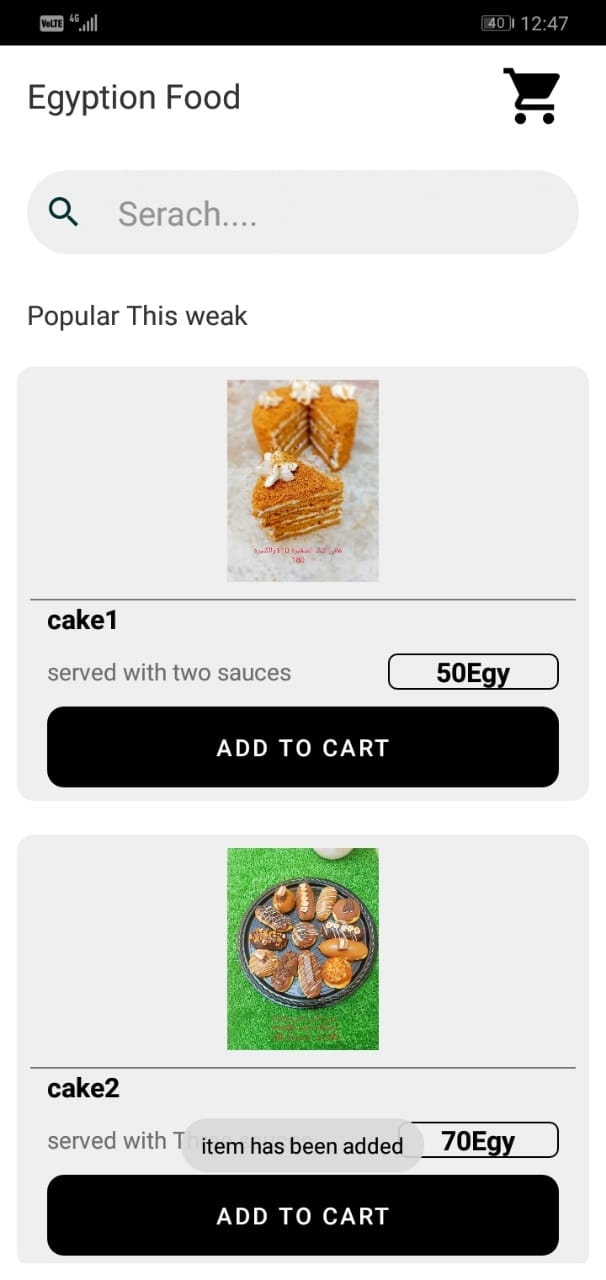 VoLTE 4G 40 12:47
Egyption Food
Serach....
Popular This weak
180
cake1
served with two sauces 50Egy
ADD TO CART
cake2
served with 70Egy
item has been added
ADD TO CART